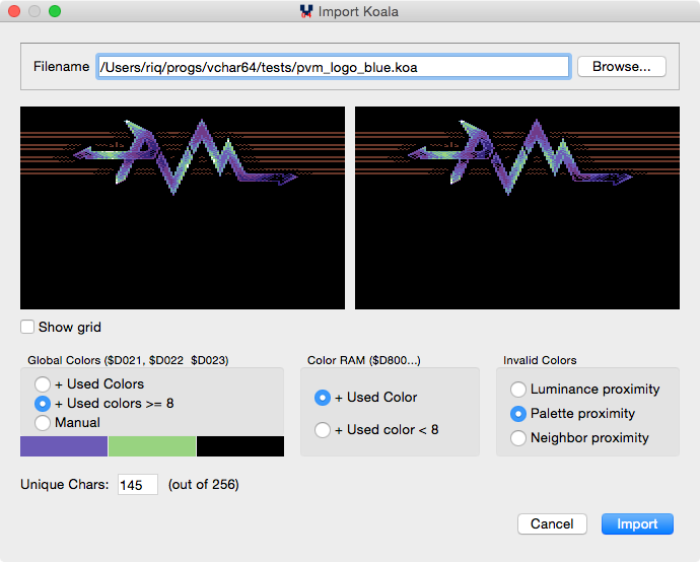 Import Koala
Filename /Users/riq/progs/vchar64/tests/pvm_logo_blue.koa Browse...
Show grid
Global Colors ($D021, $D022 $D023)
+ Used Colors
+ Used colors >= 8
Manual
Color RAM ($D800...)
+ Used Color
+ Used color < 8
Invalid Colors
Luminance proximity
Palette proximity
Neighbor proximity
Unique Chars: 145 (out of 256)
Cancel Import